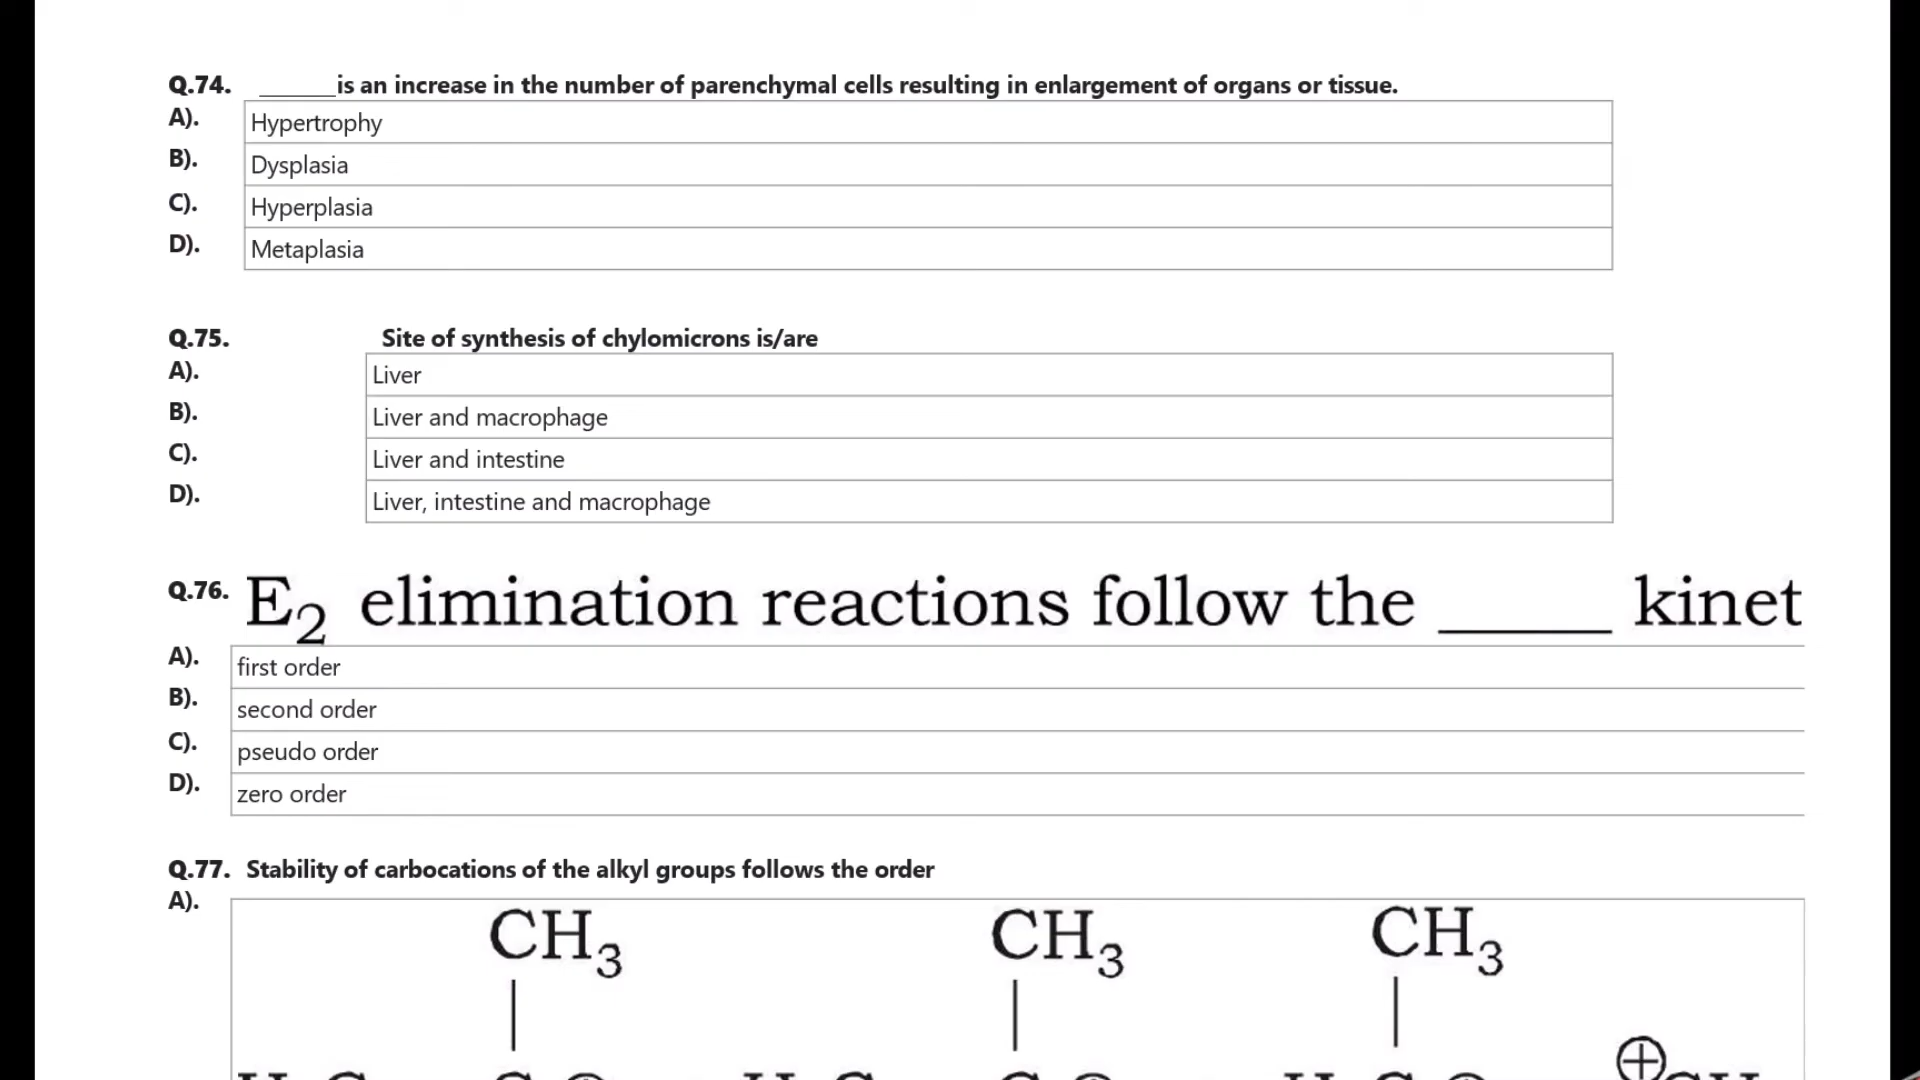 Q.74. ______is an increase in the number of parenchymal cells resulting in enlargement of organs or tissue.
A). Hypertrophy
B). Dysplasia
C). Hyperplasia
D). Metaplasia
Q.75. Site of synthesis of chylomicrons is/are
A). Liver
B). Liver and macrophage
C). Liver and intestine
D). Liver, intestine and macrophage
Q.76. E2 elimination reactions follow the _____ kinet
A). first order
B). second order
C). pseudo order
D). zero order
Q.77. Stability of carbocations of the alkyl groups follows the order
A). CH3 CH3 CH3